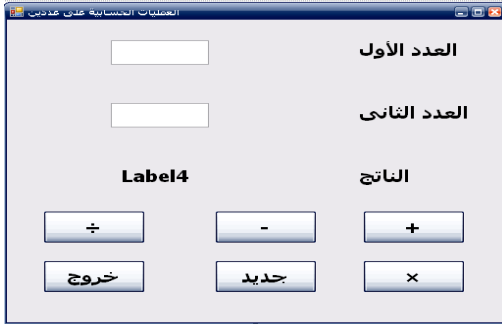 العمليات الحسابية على عددين
العدد الأول
العدد الثانى
الناتج Label4
+ - ÷
× جديد خروج